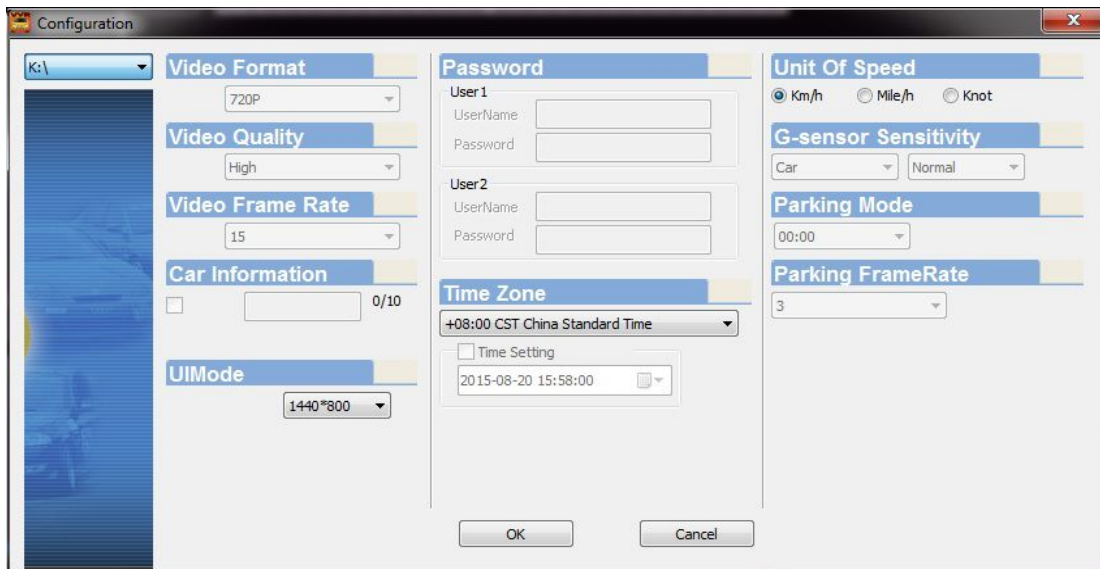 Configuration
K:\
Video Format
720P
Video Quality
High
Video Frame Rate
15
Car Information
0/10
UIMode
1440*800
Password
User1
UserName
Password
User2
UserName
Password
Time Zone
+08:00 CST China Standard Time
Time Setting
2015-08-20 15:58:00
Unit Of Speed
Km/h Mile/h Knot
G-sensor Sensitivity
Car Normal
Parking Mode
00:00
Parking FrameRate
3
OK Cancel